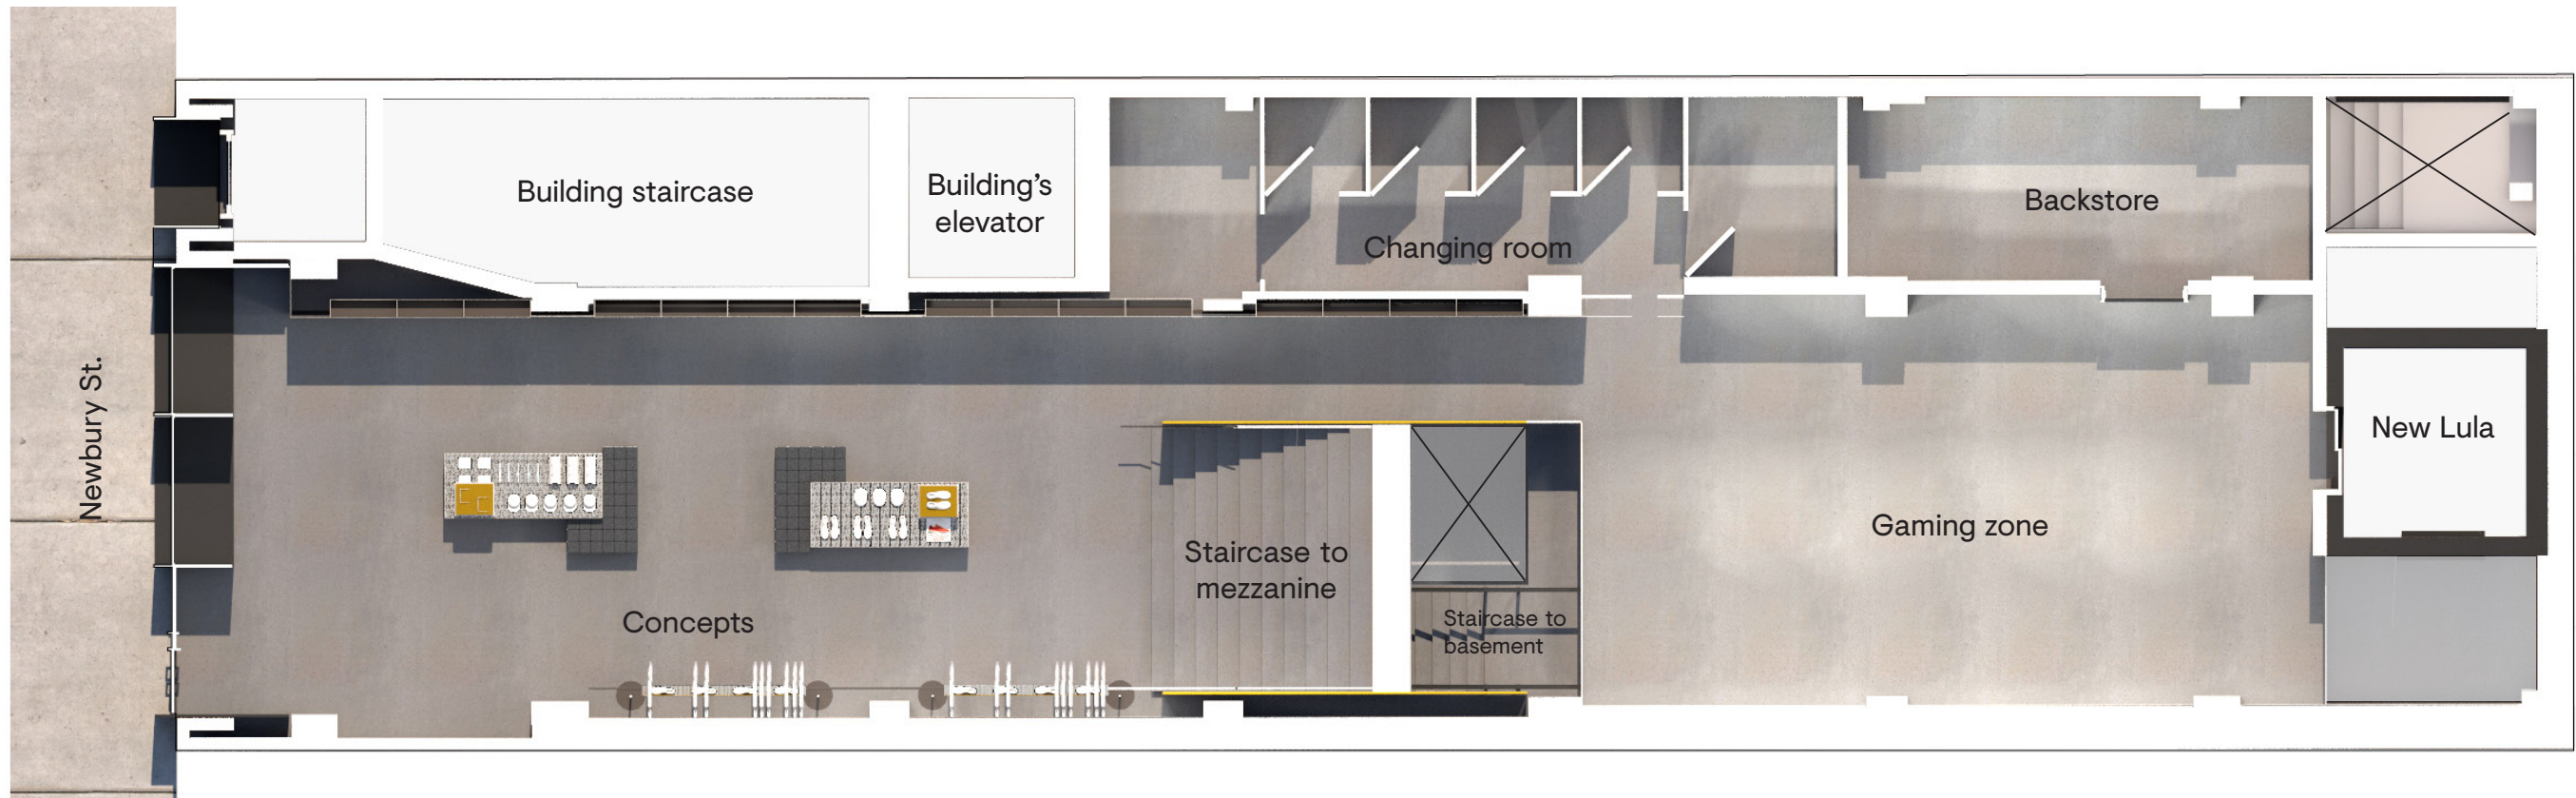 Newbury St.
Building staircase
Building’s
elevator
Changing room
Backstore
New Lula
Gaming zone
Staircase to
mezzanine
Staircase to
basement
Concepts